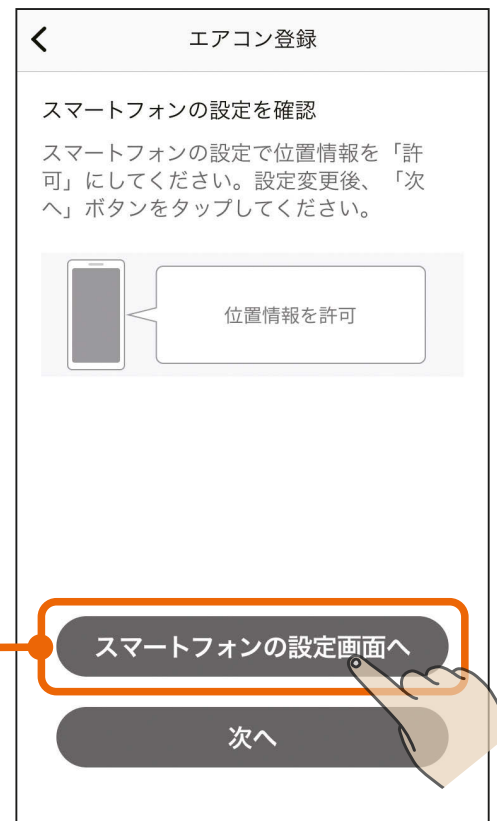 エアコン登録
スマートフォンの設定を確認
スマートフォンの設定で位置情報を「許
可」にしてください。設定変更後、「次
へ」ボタンをタップしてください。
位置情報を許可
スマートフォンの設定画面へ
次へ